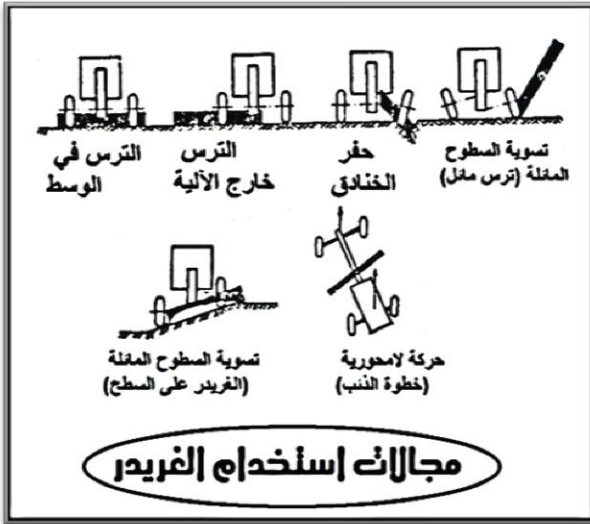 تسوية السطوح
المائلة (ترس مائل)
حفر
الخنادق
الترس
خارج الآلية
الترس في
الوسط
حركة لامحورية
(خطوة الذئب)
تسوية السطوح المائلة
(الغريدر على السطح)
مجالات استخدام الغريدر